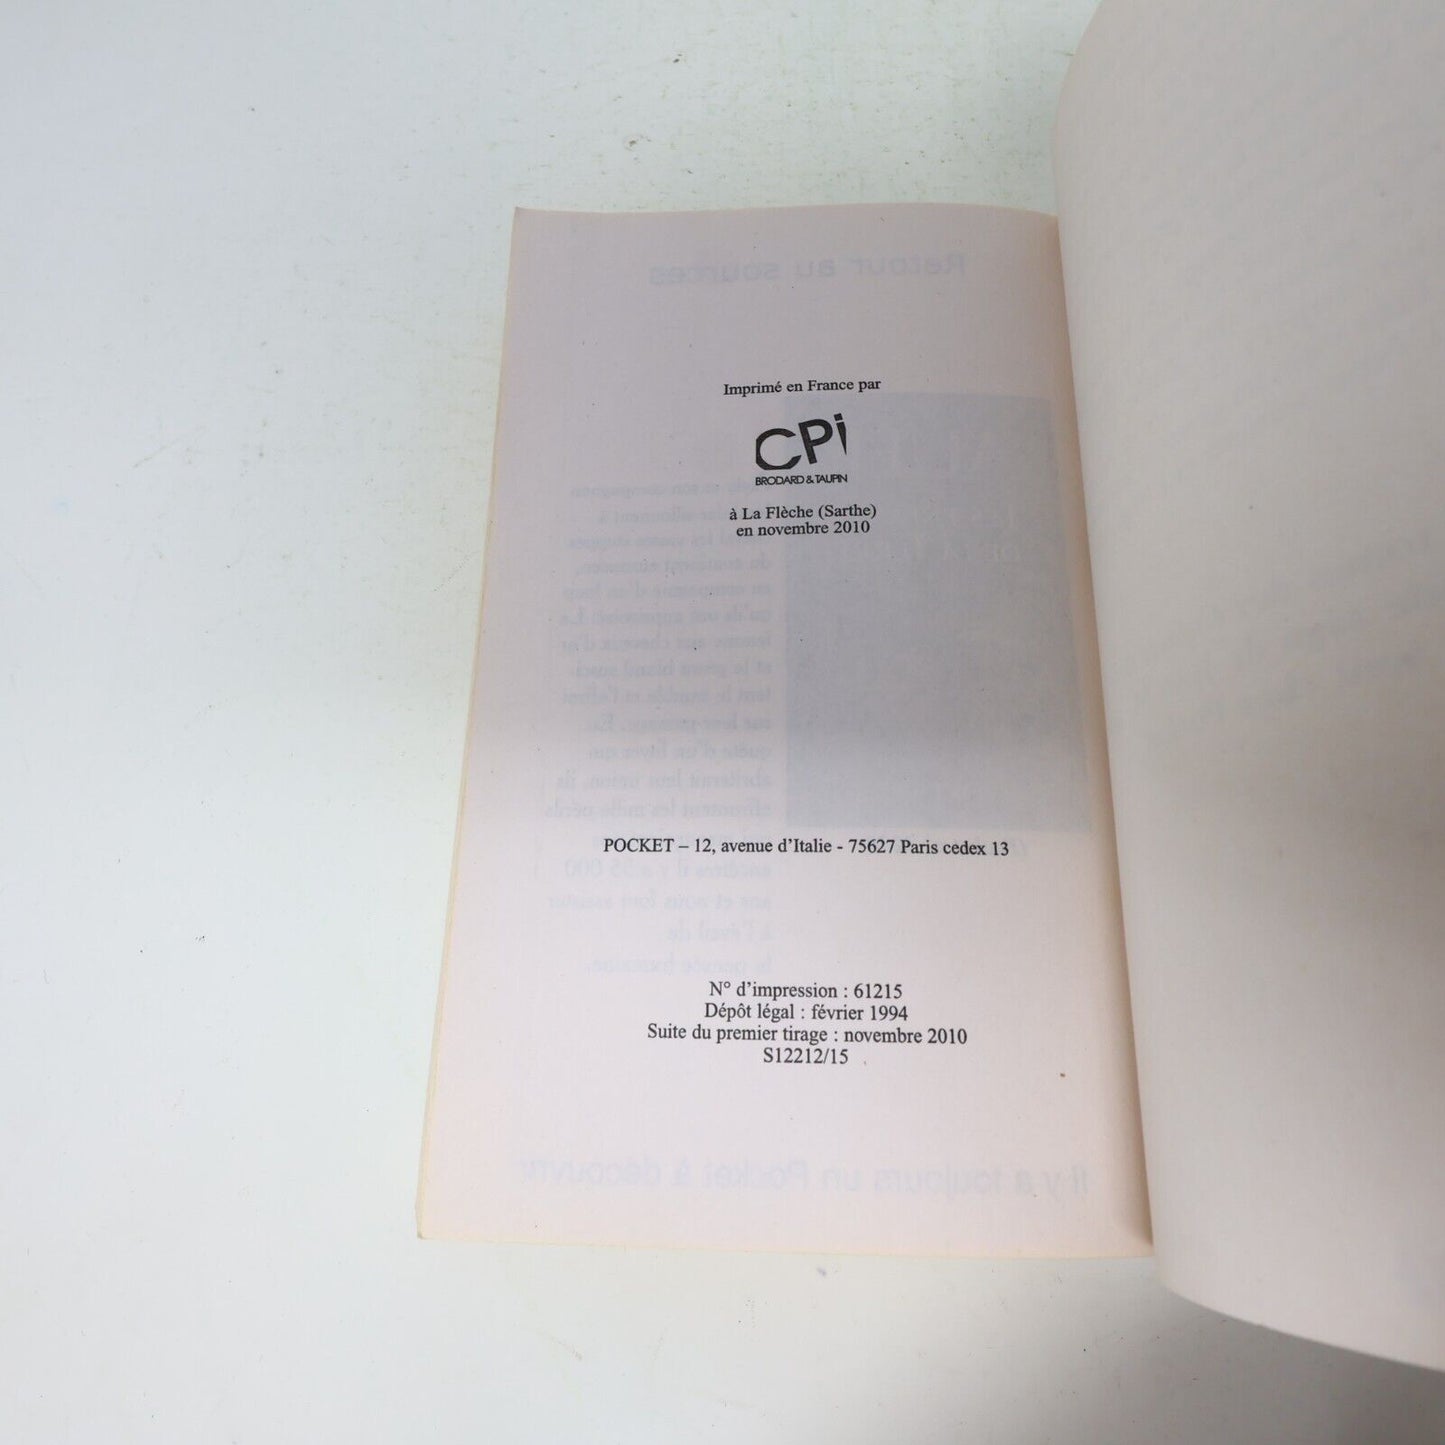 Imprimé en France par
CPi
BRODARD & TAUPIN
à La Flèche (Sarthe)
en novembre 2010
POCKET – 12, avenue d'Italie - 75627 Paris cedex 13
N° d'impression : 61215
Dépôt légal : février 1994
Suite du premier tirage : novembre 2010
S12212/15